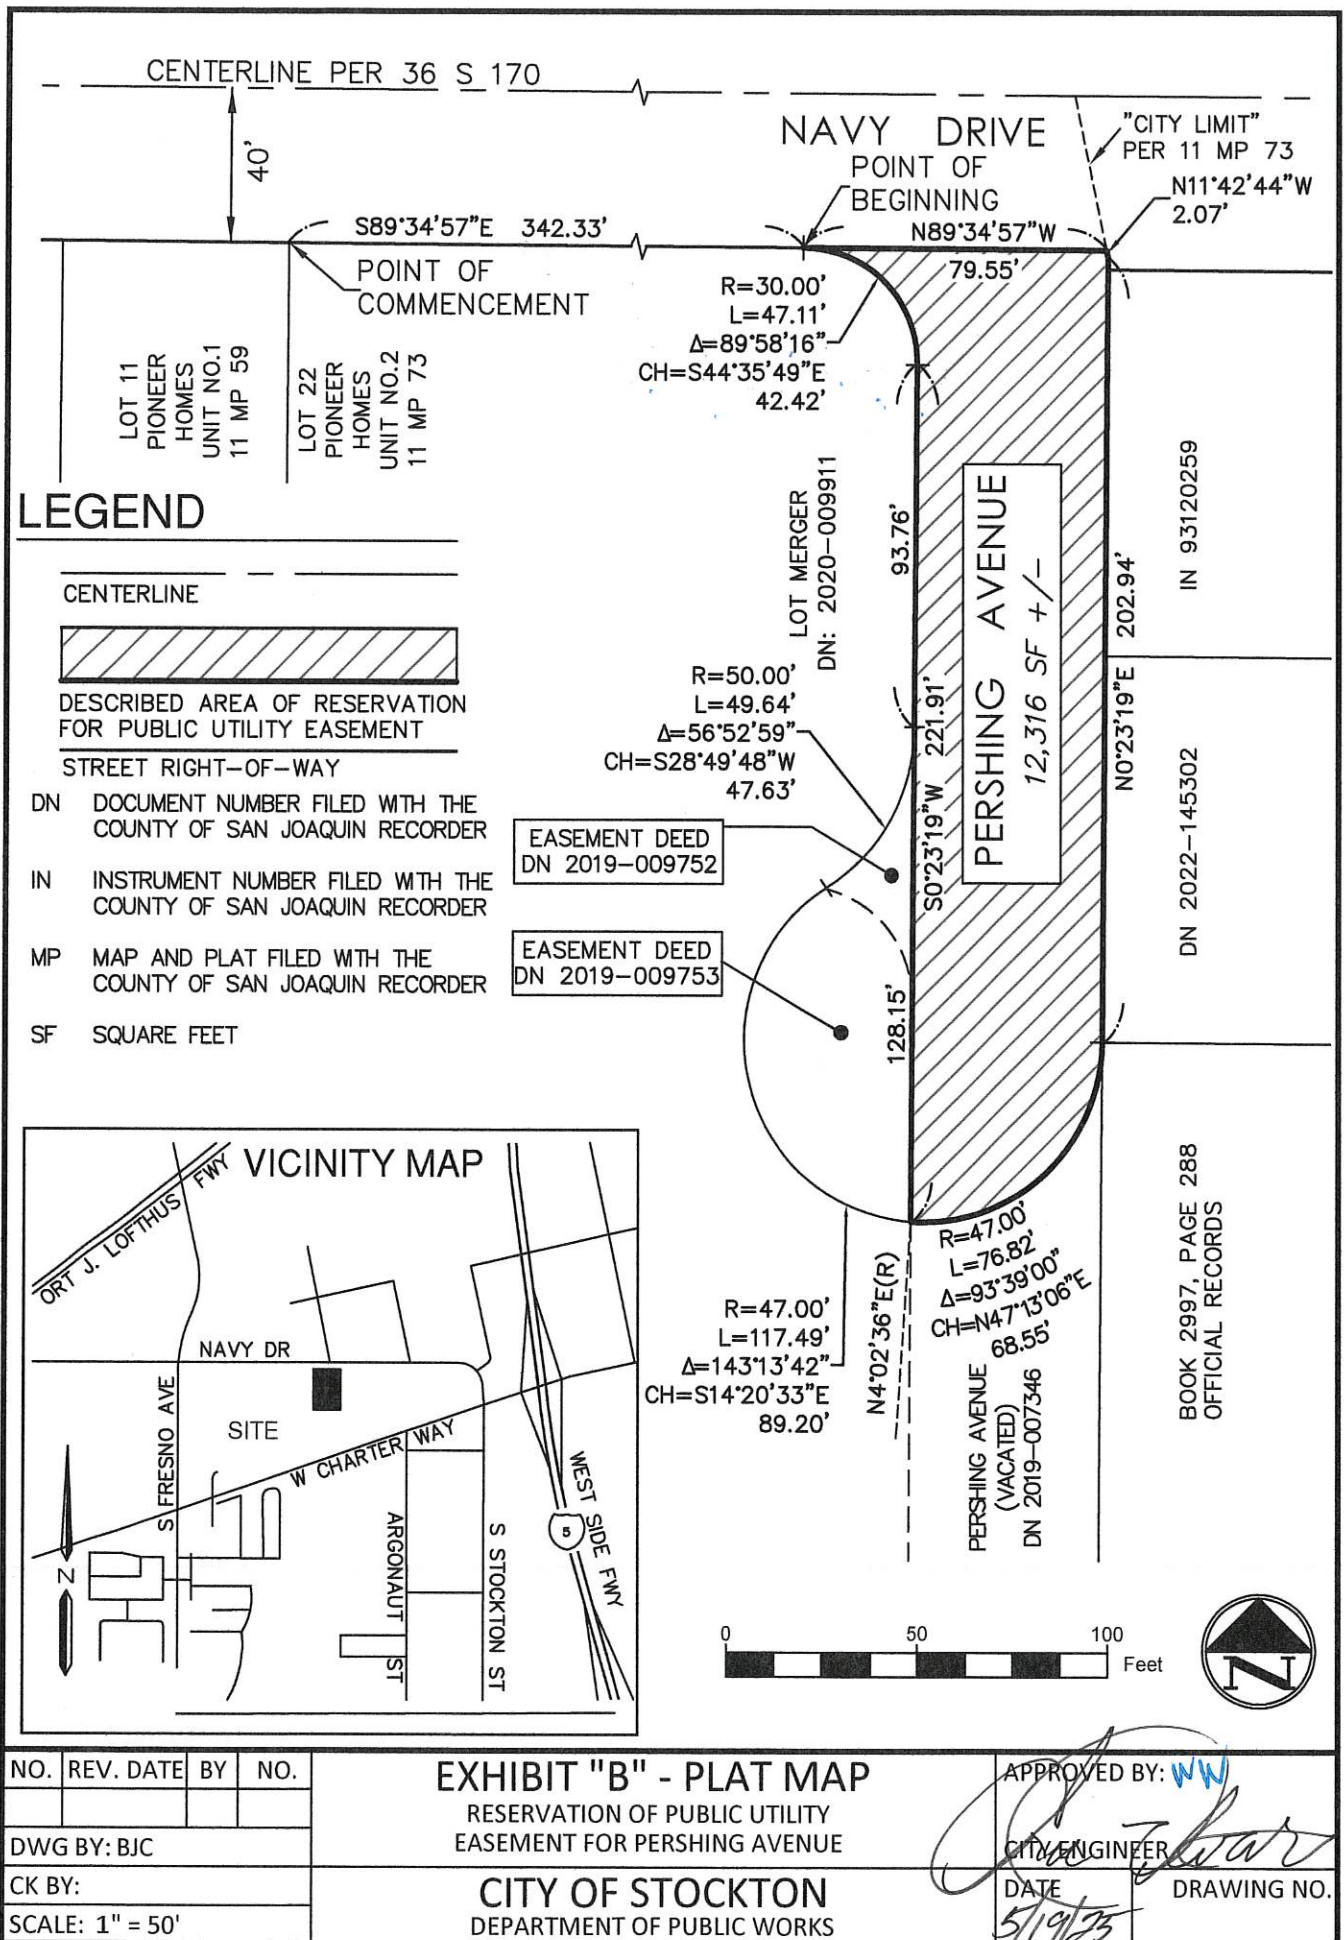 CENTERLINE PER 36 S 170
40'
NAVY DRIVE
"CITY LIMIT"
PER 11 MP 73
POINT OF
BEGINNING
N11°42'44"W
2.07'
S89°34'57"E 342.33'
N89°34'57"W
79.55'
POINT OF
COMMENCEMENT
R=30.00'
L=47.11'
Δ=89°58'16"
CH=S44°35'49"E
42.42'
LOT 11
PIONEER
HOMES
UNIT NO.1
11 MP 59
LOT 22
PIONEER
HOMES
UNIT NO.2
11 MP 73
LOT MERGER
DN: 2020-009911
93.76'
PERSHING AVENUE
12,316 SF +/-
N0°23'19"E 202.94'
IN 93120259
LEGEND
CENTERLINE
DESCRIBED AREA OF RESERVATION
FOR PUBLIC UTILITY EASEMENT
STREET RIGHT-OF-WAY
DN DOCUMENT NUMBER FILED WITH THE
COUNTY OF SAN JOAQUIN RECORDER
IN INSTRUMENT NUMBER FILED WITH THE
COUNTY OF SAN JOAQUIN RECORDER
MP MAP AND PLAT FILED WITH THE
COUNTY OF SAN JOAQUIN RECORDER
SF SQUARE FEET
R=50.00'
L=49.64'
Δ=56°52'59"
CH=S28°49'48"W
47.63'
S0°23'19"W 221.91'
EASEMENT DEED
DN 2019-009752
EASEMENT DEED
DN 2019-009753
128.15'
DN 2022-145302
R=47.00'
L=76.82'
Δ=93°39'00"
CH=N47°13'06"E
68.55'
R=47.00'
L=117.49'
Δ=143°13'42"
CH=S14°20'33"E
89.20'
N4°02'36"E(R)
PERSHING AVENUE
(VACATED)
DN 2019-007346
BOOK 2997, PAGE 288
OFFICIAL RECORDS
VICINITY MAP
ORT J. LOFTHUS FWY
NAVY DR
S FRESNO AVE
SITE
W CHARTER WAY
ARGONAUT ST
S STOCKTON ST
WEST SIDE FWY
5
N
0 50 100
Feet
N
NO. REV. DATE BY NO.
DWG BY: BJC
CK BY:
SCALE: 1" = 50'
EXHIBIT "B" - PLAT MAP
RESERVATION OF PUBLIC UTILITY
EASEMENT FOR PERSHING AVENUE
CITY OF STOCKTON
DEPARTMENT OF PUBLIC WORKS
APPROVED BY: WW
CITY ENGINEER
DATE
5/19/25
DRAWING NO.